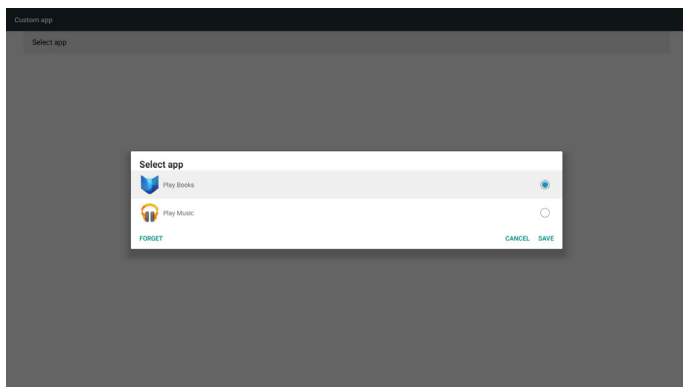 Custom app
Select app
Select app
Play Books
Play Music
FORGET CANCEL SAVE